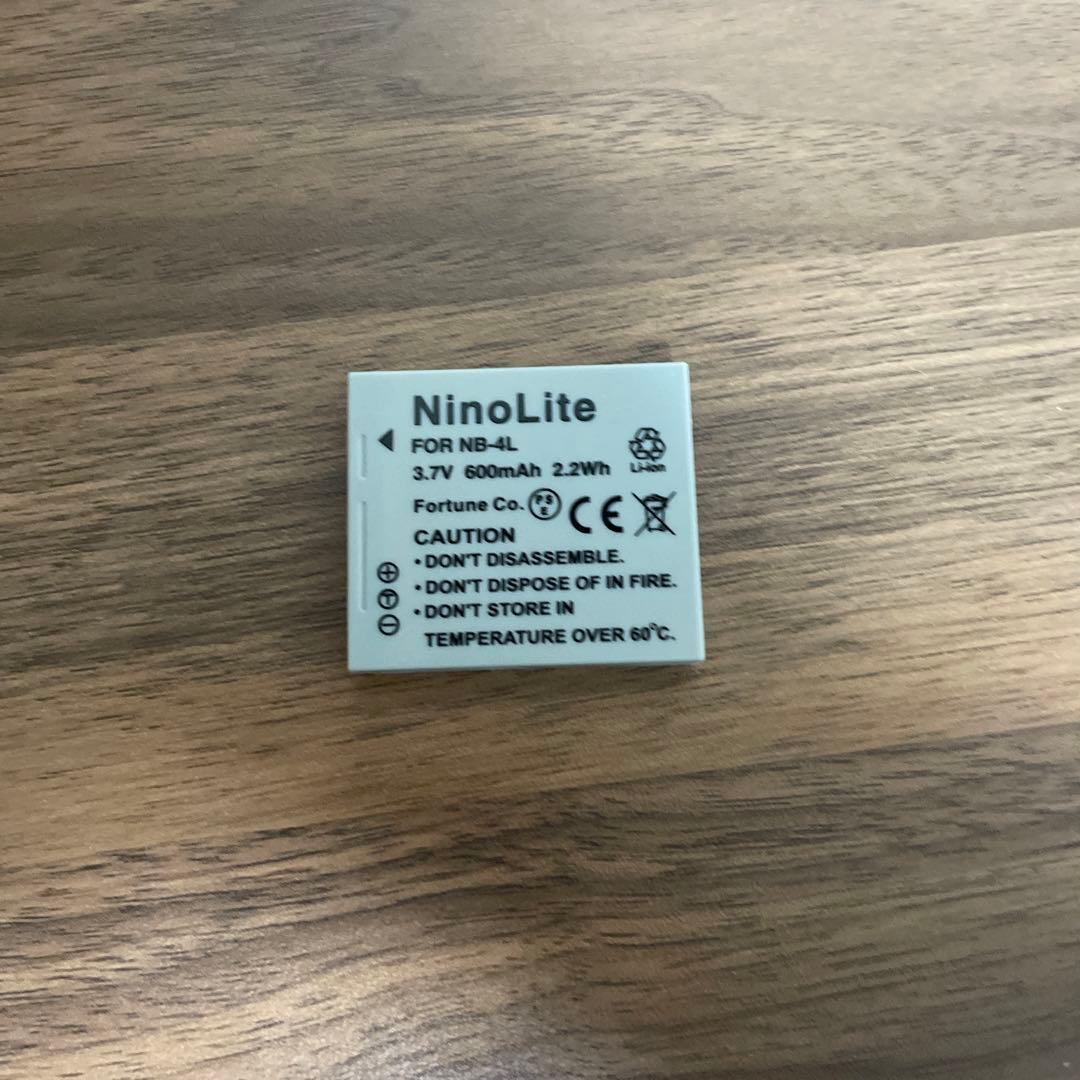 NinoLite
FOR NB-4L
3.7V 600mAh 2.2Wh
Li-ion
Fortune Co. PSE CE
CAUTION
• DON'T DISASSEMBLE.
• DON'T DISPOSE OF IN FIRE.
• DON'T STORE IN
TEMPERATURE OVER 60°C.
+
T
−